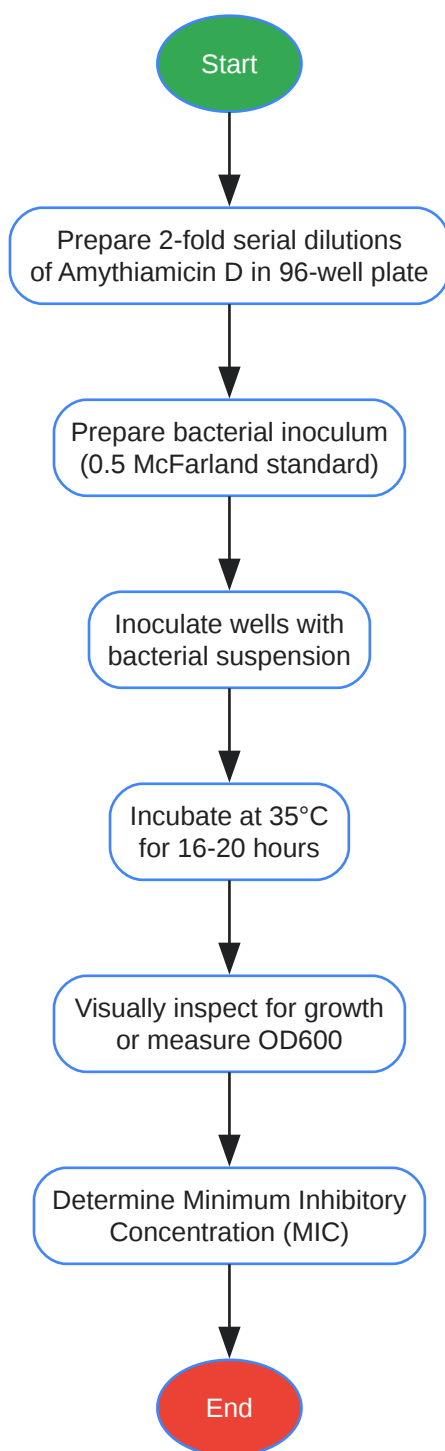 Start
Prepare 2-fold serial dilutions
of Amythiamicin D in 96-well plate
Prepare bacterial inoculum
(0.5 McFarland standard)
Inoculate wells with
bacterial suspension
Incubate at 35°C
for 16-20 hours
Visually inspect for growth
or measure OD600
Determine Minimum Inhibitory
Concentration (MIC)
End